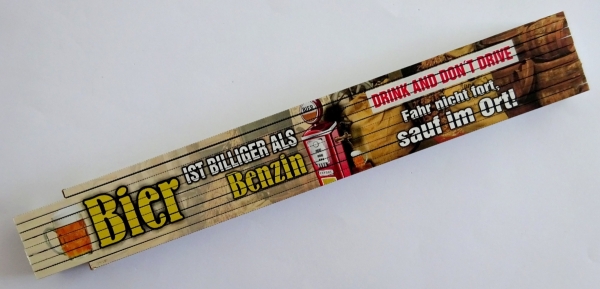 Bier
IST BILLIGER ALS
Benzin
DRINK AND DON'T DRIVE
Fahr nicht fort,
sauf im Ort!